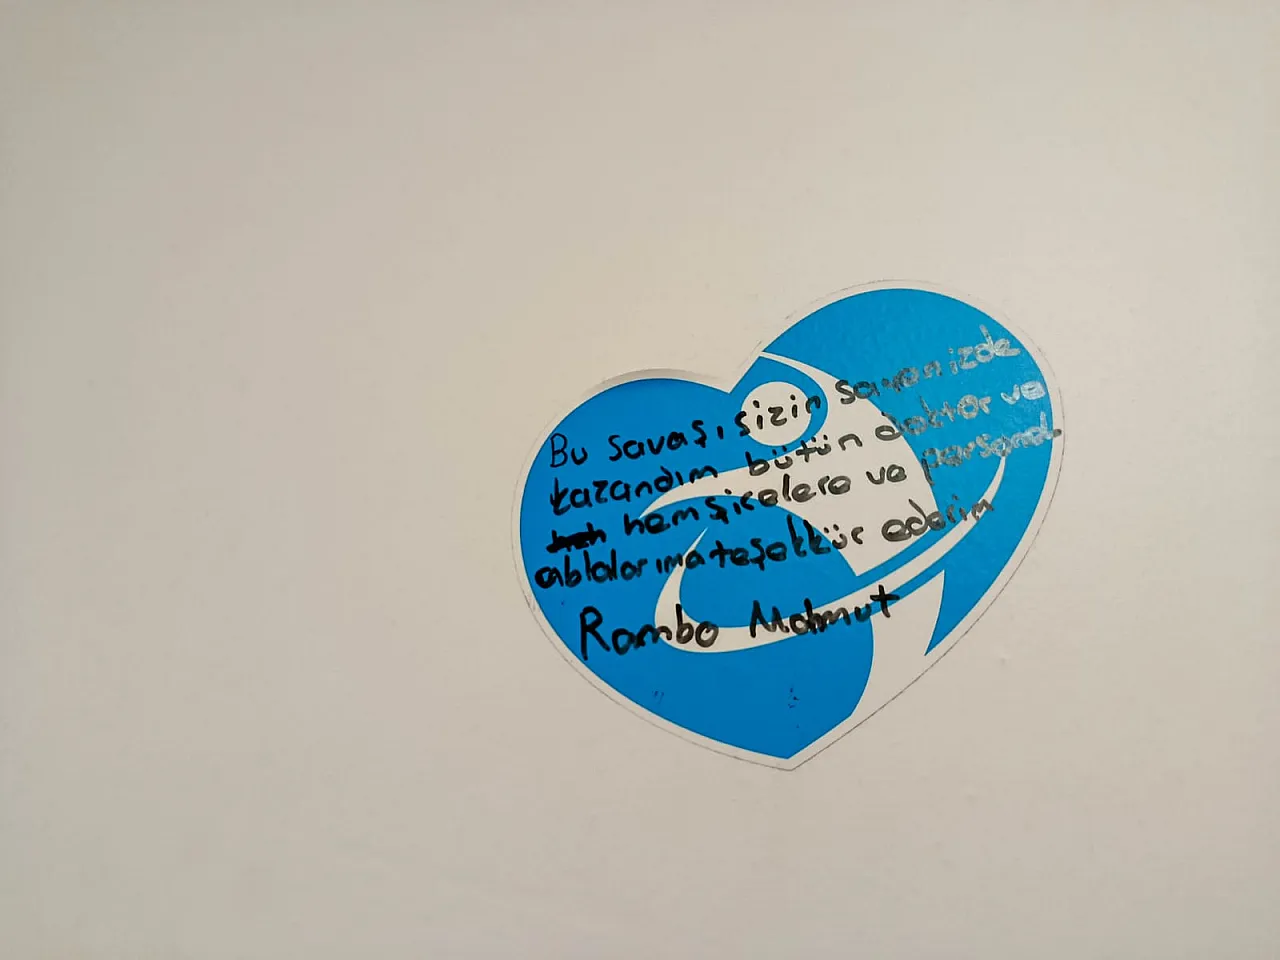 Bu savaşı sizin sayenizde
kazandım bütün doktor ve
hemşirelere ve personel
ablalarıma teşekkür ederim
Rambo Mahmut